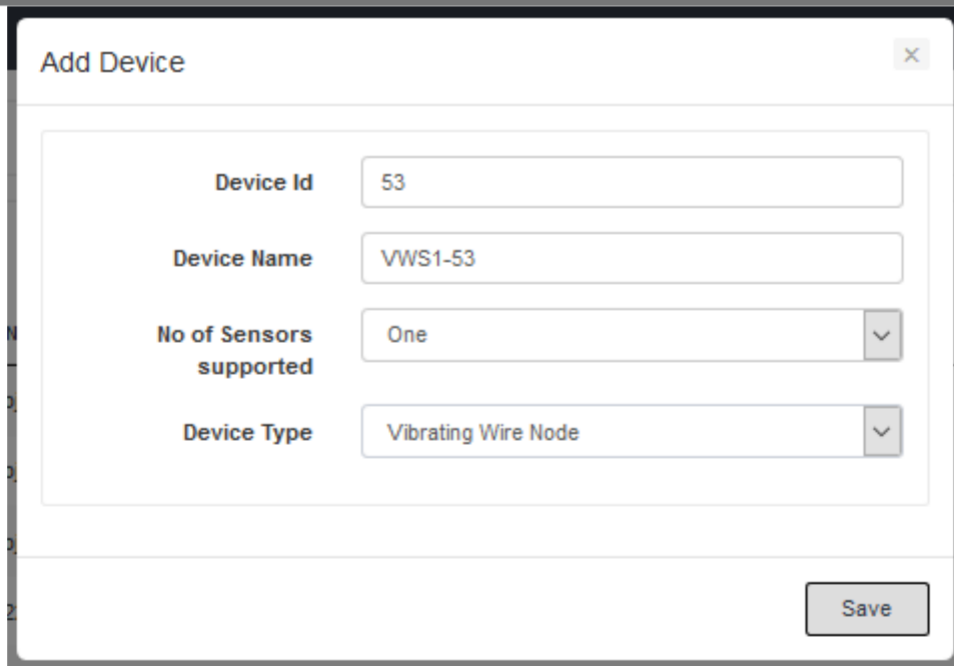 Add Device
×
Device Id 53
Device Name VWS1-53
No of Sensors supported One
Device Type Vibrating Wire Node
Save